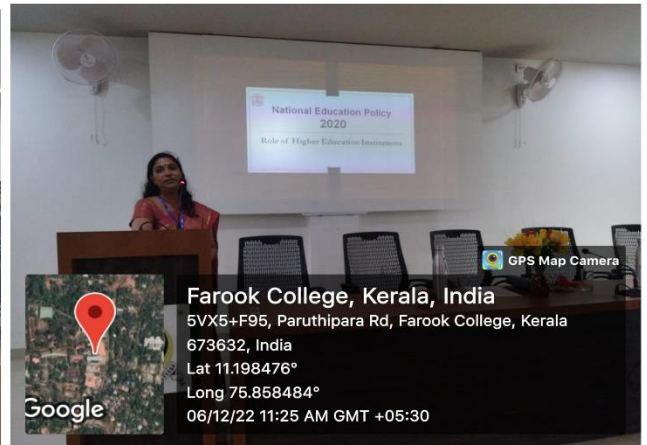 National Education Policy
2020
Role of Higher Education Institutions
GPS Map Camera
Farook College, Kerala, India
5VX5+F95, Paruthipara Rd, Farook College, Kerala
673632, India
Lat 11.198476°
Long 75.858484°
06/12/22 11:25 AM GMT +05:30
Google